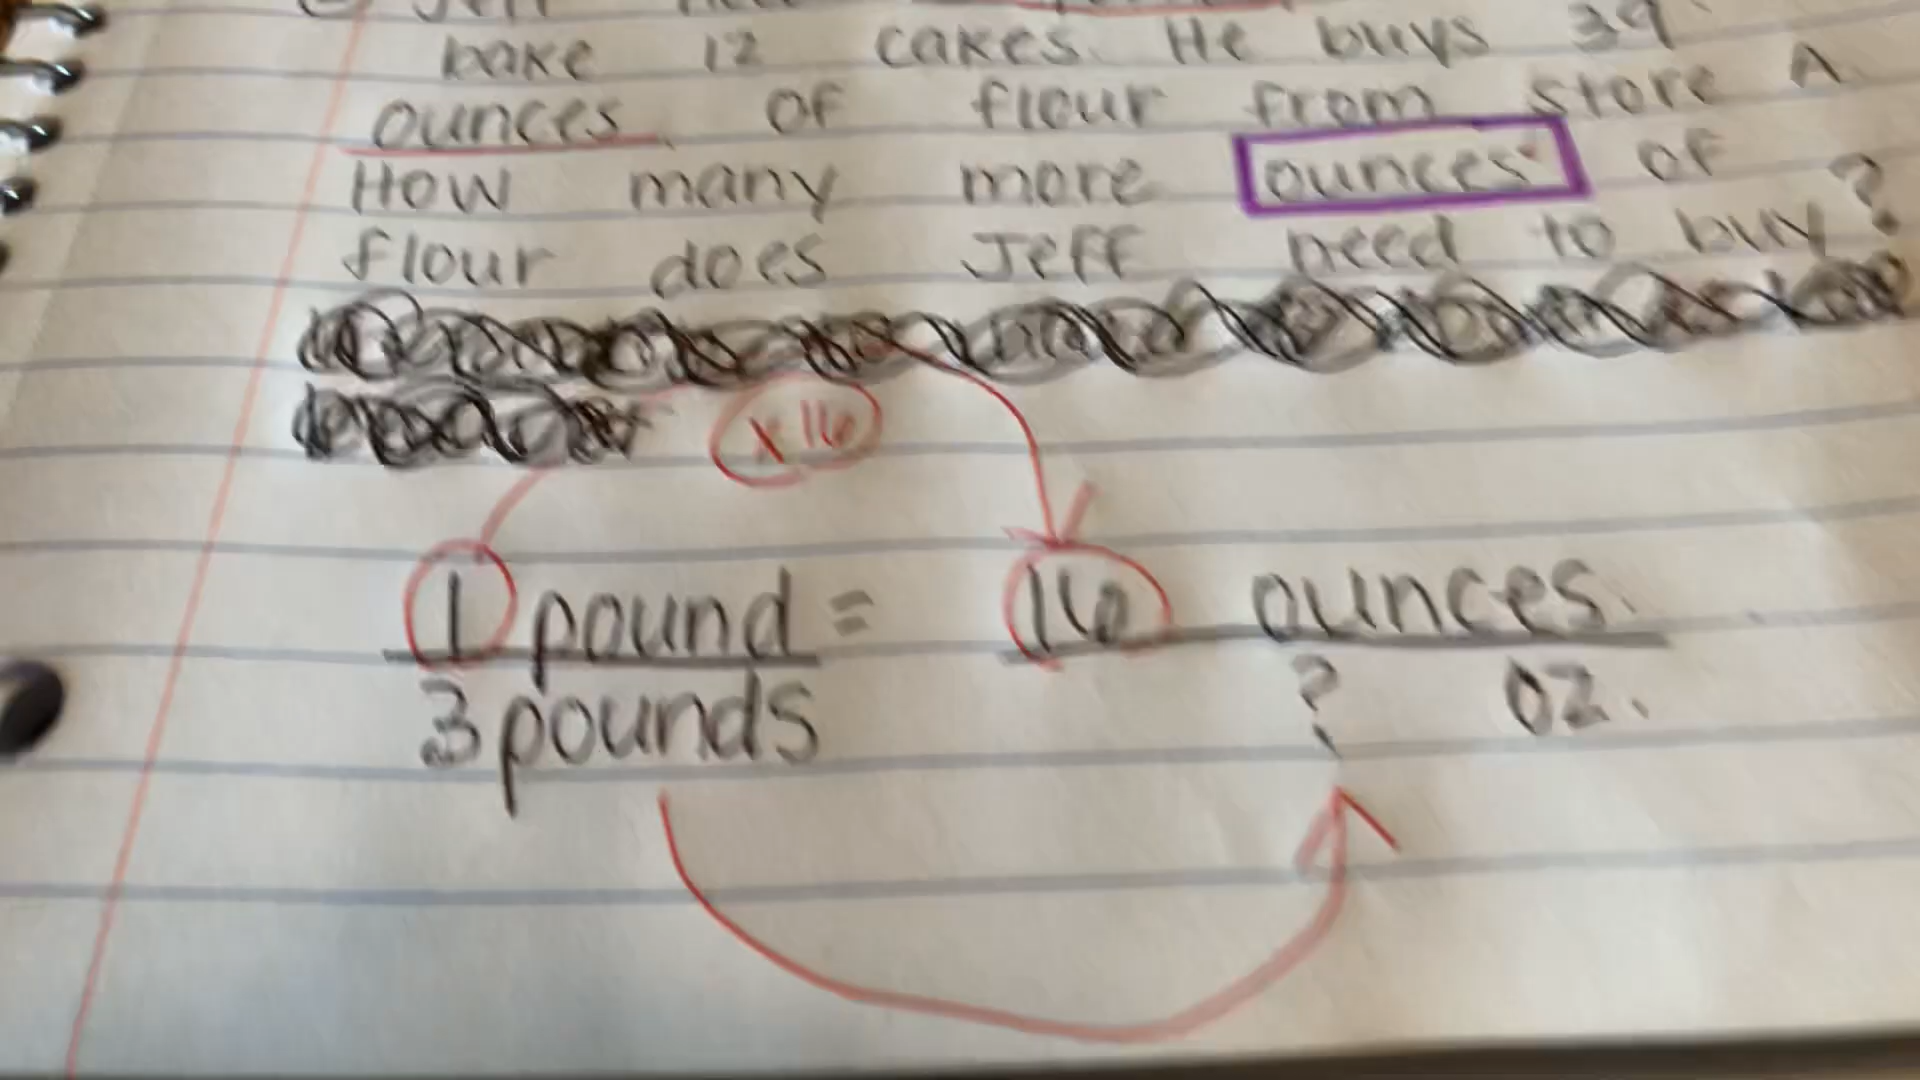 Jeff
bake 12 cakes. He buys 39
ounces of flour from store A.
How many more ounces of
flour does Jeff need to buy?
x16
1 pound = 16 ounces.
3 pounds ? oz.